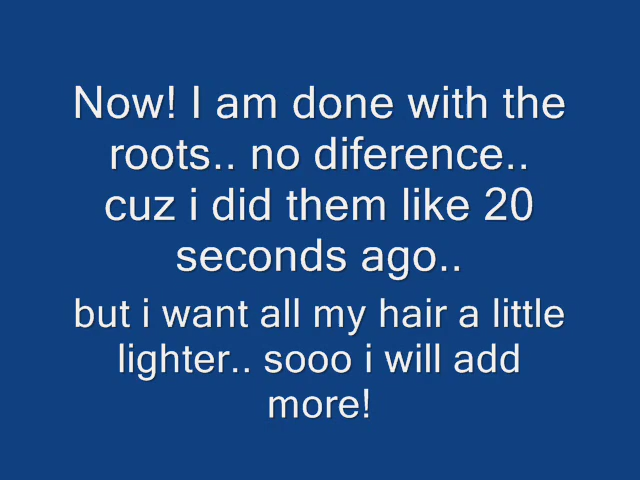 Now! I am done with the
roots.. no diference..
cuz i did them like 20
seconds ago..
but i want all my hair a little
lighter.. sooo i will add
more!